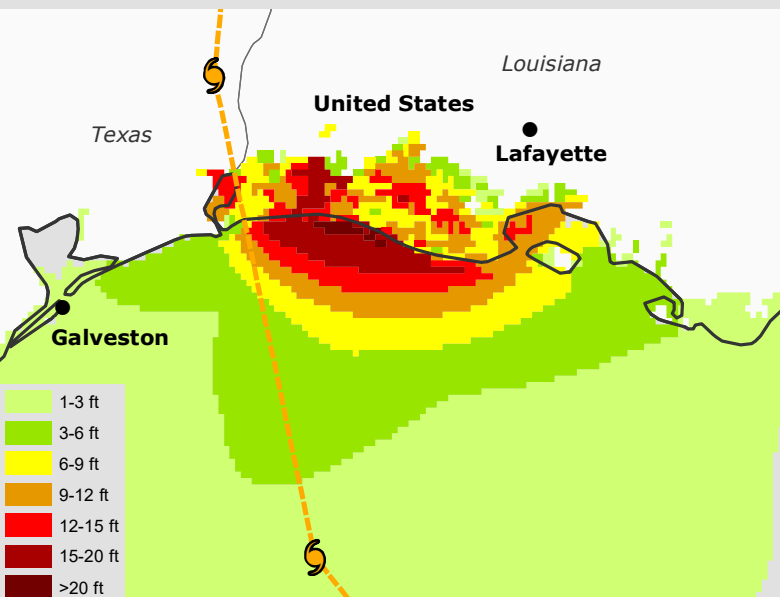 Louisiana
United States
Texas
Lafayette
Galveston
1-3 ft
3-6 ft
6-9 ft
9-12 ft
12-15 ft
15-20 ft
>20 ft